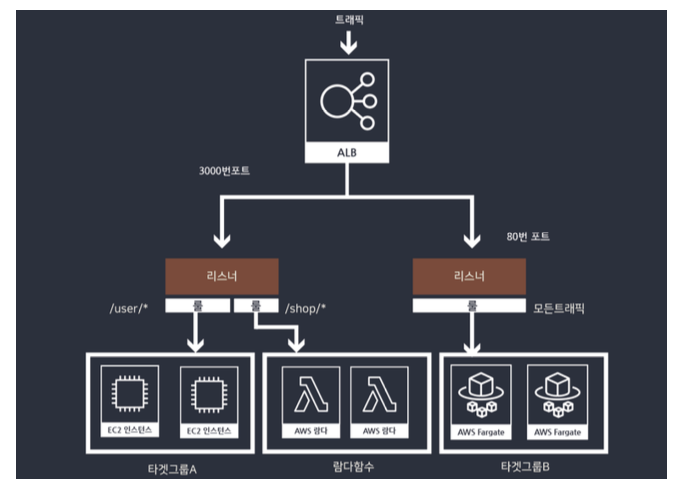 트래픽
ALB
3000번포트
80번 포트
리스너
리스너
/user/*
룰
룰
/shop/*
룰
모든트래픽
EC2 인스턴스
EC2 인스턴스
AWS 람다
AWS 람다
AWS Fargate
AWS Fargate
타겟그룹A
람다함수
타겟그룹B